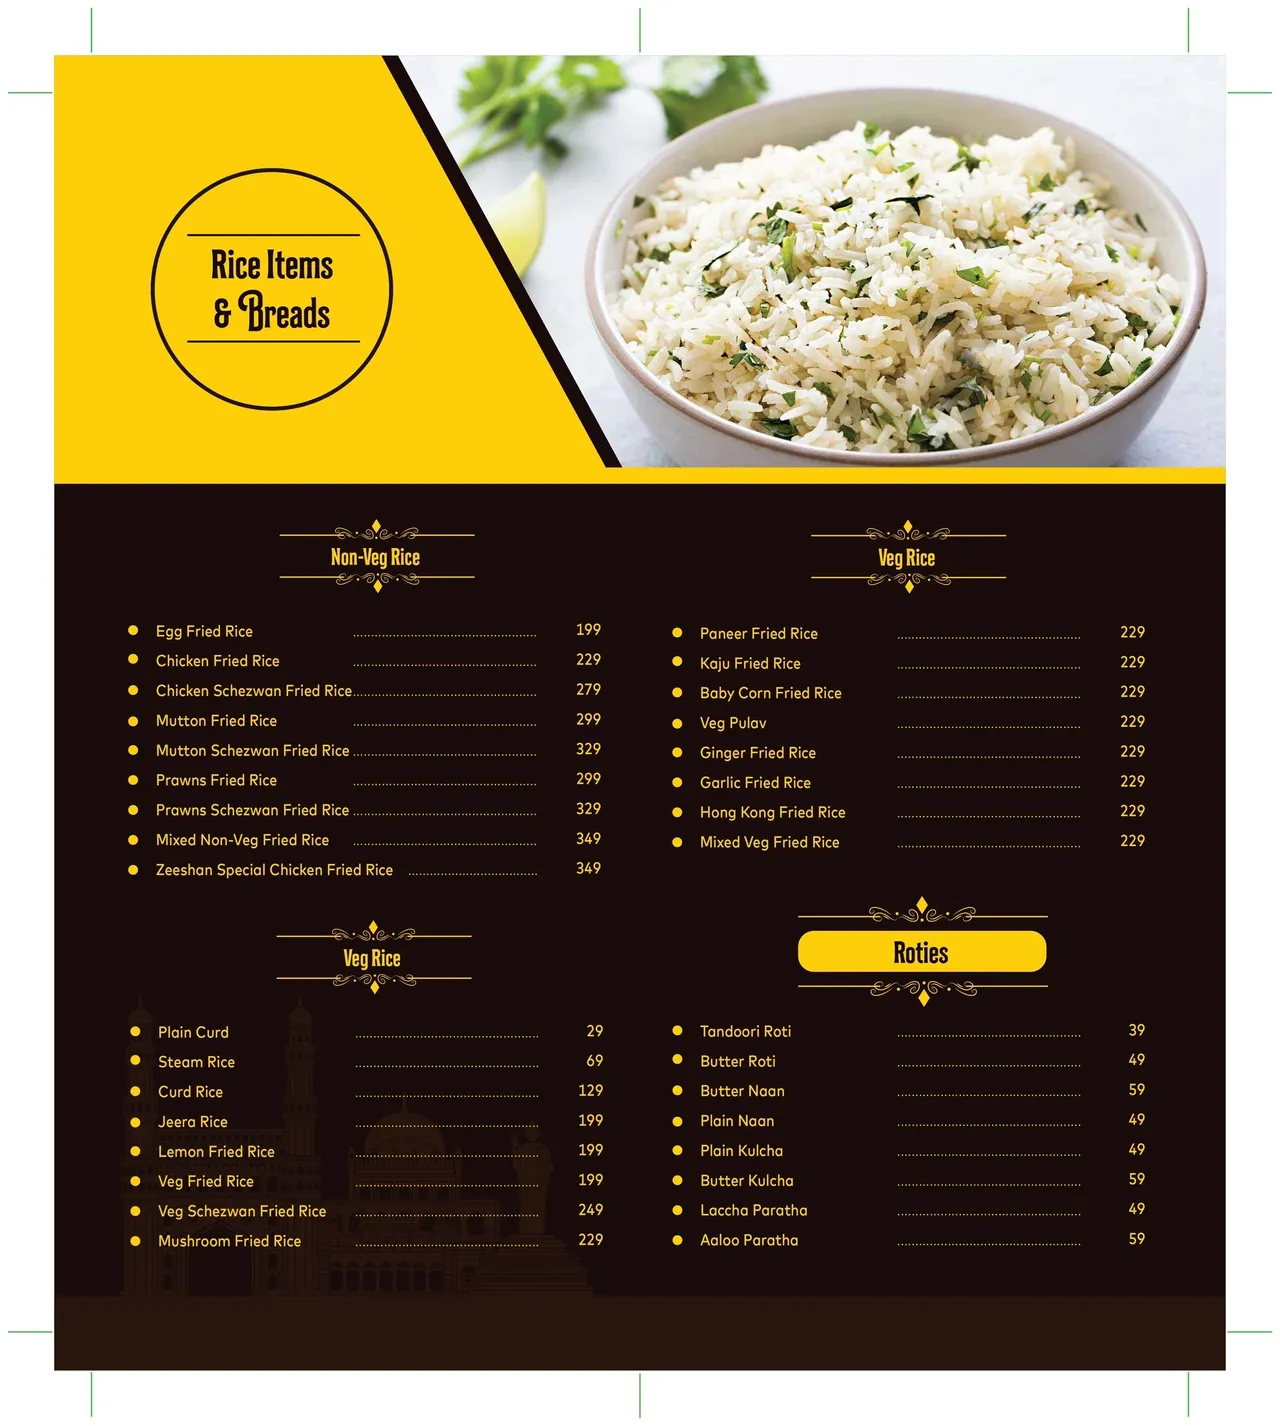 Rice Items
& Breads
Non-Veg Rice
Egg Fried Rice ........ 199
Chicken Fried Rice ........ 229
Chicken Schezwan Fried Rice ........ 279
Mutton Fried Rice ........ 299
Mutton Schezwan Fried Rice ........ 329
Prawns Fried Rice ........ 299
Prawns Schezwan Fried Rice ........ 329
Mixed Non-Veg Fried Rice ........ 349
Zeeshan Special Chicken Fried Rice ........ 349
Veg Rice
Plain Curd ........ 29
Steam Rice ........ 69
Curd Rice ........ 129
Jeera Rice ........ 199
Lemon Fried Rice ........ 199
Veg Fried Rice ........ 199
Veg Schezwan Fried Rice ........ 249
Mushroom Fried Rice ........ 229
Veg Rice
Paneer Fried Rice ........ 229
Kaju Fried Rice ........ 229
Baby Corn Fried Rice ........ 229
Veg Pulav ........ 229
Ginger Fried Rice ........ 229
Garlic Fried Rice ........ 229
Hong Kong Fried Rice ........ 229
Mixed Veg Fried Rice ........ 229
Roties
Tandoori Roti ........ 39
Butter Roti ........ 49
Butter Naan ........ 59
Plain Naan ........ 49
Plain Kulcha ........ 49
Butter Kulcha ........ 59
Laccha Paratha ........ 49
Aaloo Paratha ........ 59